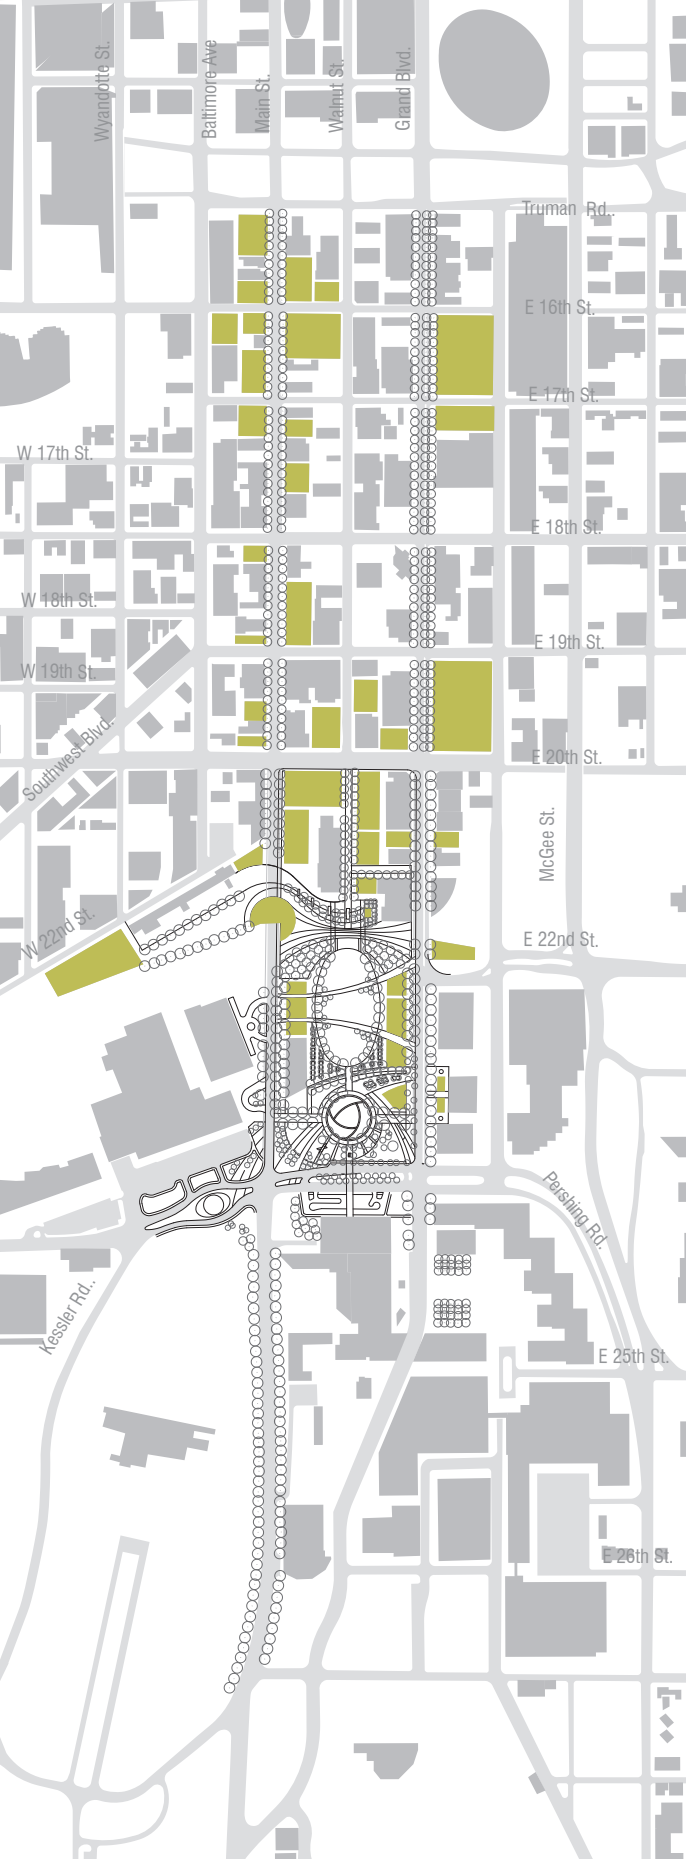 Wyandotte St.
Baltimore Ave
Main St.
Walnut St.
Grand Blvd.
Truman Rd..
E 16th St.
E 17th St.
W 17th St.
E 18th St.
W 18th St.
E 19th St.
W 19th St.
Southwest Blvd.
E 20th St.
McGee St.
W 22nd St.
E 22nd St.
Pershing Rd.
Kessler Rd..
E 25th St.
E 26th St.